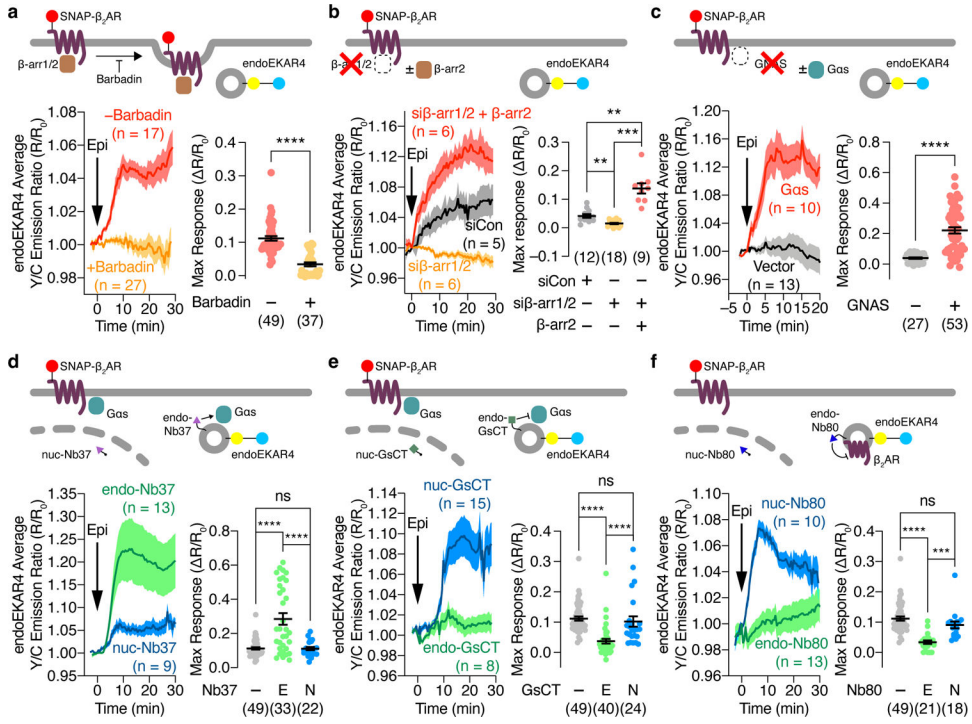 a
SNAP-β₂AR
β-arr1/2
Barbadin
endoEKAR4
endoEKAR4 Average
Y/C Emission Ratio (R/R₀)
1.08
1.06
1.04
1.02
1.00
0.98
Epi
–Barbadin
(n = 17)
+Barbadin
(n = 27)
0 10 20 30
Time (min)
Max Response (ΔR/R₀)
0.4
0.3
0.2
0.1
0.0
****
Barbadin – +
(49) (37)
b
SNAP-β₂AR
β-arr1/2
± β-arr2
endoEKAR4
endoEKAR4 Average
Y/C Emission Ratio (R/R₀)
1.16
1.12
1.08
1.04
1.00
0.96
Epi
siβ-arr1/2 + β-arr2
(n = 6)
siCon
(n = 5)
siβ-arr1/2
(n = 6)
0 10 20 30
Time (min)
Max Response (ΔR/R₀)
0.4
0.3
0.2
0.1
0.0
–0.1
**
***
**
(12) (18) (9)
siCon + – –
siβ-arr1/2 – + +
β-arr2 – – +
c
SNAP-β₂AR
GNAS
± Gαs
endoEKAR4
endoEKAR4 Average
Y/C Emission Ratio (R/R₀)
1.20
1.16
1.12
1.08
1.04
1.00
0.96
Epi
Gαs
(n = 10)
Vector
(n = 13)
–5 0 5 10 15 20
Time (min)
Max Response (ΔR/R₀)
0.8
0.6
0.4
0.2
0.0
****
GNAS – +
(27) (53)
d
SNAP-β₂AR
Gαs
endo-
Nb37
Gαs
nuc-Nb37
endoEKAR4
endoEKAR4 Average
Y/C Emission Ratio (R/R₀)
1.35
1.30
1.25
1.20
1.15
1.10
1.05
1.00
0.95
Epi
endo-Nb37
(n = 13)
nuc-Nb37
(n = 9)
0 10 20 30
Time (min)
Max Response (ΔR/R₀)
0.8
0.6
0.4
0.2
0.0
ns
****
****
Nb37 – E N
(49)(33)(22)
e
SNAP-β₂AR
Gαs
endo-
GsCT
Gαs
nuc-GsCT
endoEKAR4
endoEKAR4 Average
Y/C Emission Ratio (R/R₀)
1.14
1.12
1.10
1.08
1.06
1.04
1.02
1.00
0.98
0.96
Epi
nuc-GsCT
(n = 15)
endo-GsCT
(n = 8)
0 10 20 30
Time (min)
Max Response (ΔR/R₀)
0.4
0.3
0.2
0.1
0.0
ns
****
****
GsCT – E N
(49)(40)(24)
f
SNAP-β₂AR
endo-
Nb80
nuc-Nb80
β₂AR
endoEKAR4
endoEKAR4 Average
Y/C Emission Ratio (R/R₀)
1.10
1.08
1.06
1.04
1.02
1.00
0.98
0.96
Epi
nuc-Nb80
(n = 10)
endo-Nb80
(n = 13)
0 10 20 30
Time (min)
Max Response (ΔR/R₀)
0.4
0.3
0.2
0.1
0.0
ns
****
***
Nb80 – E N
(49)(21)(18)